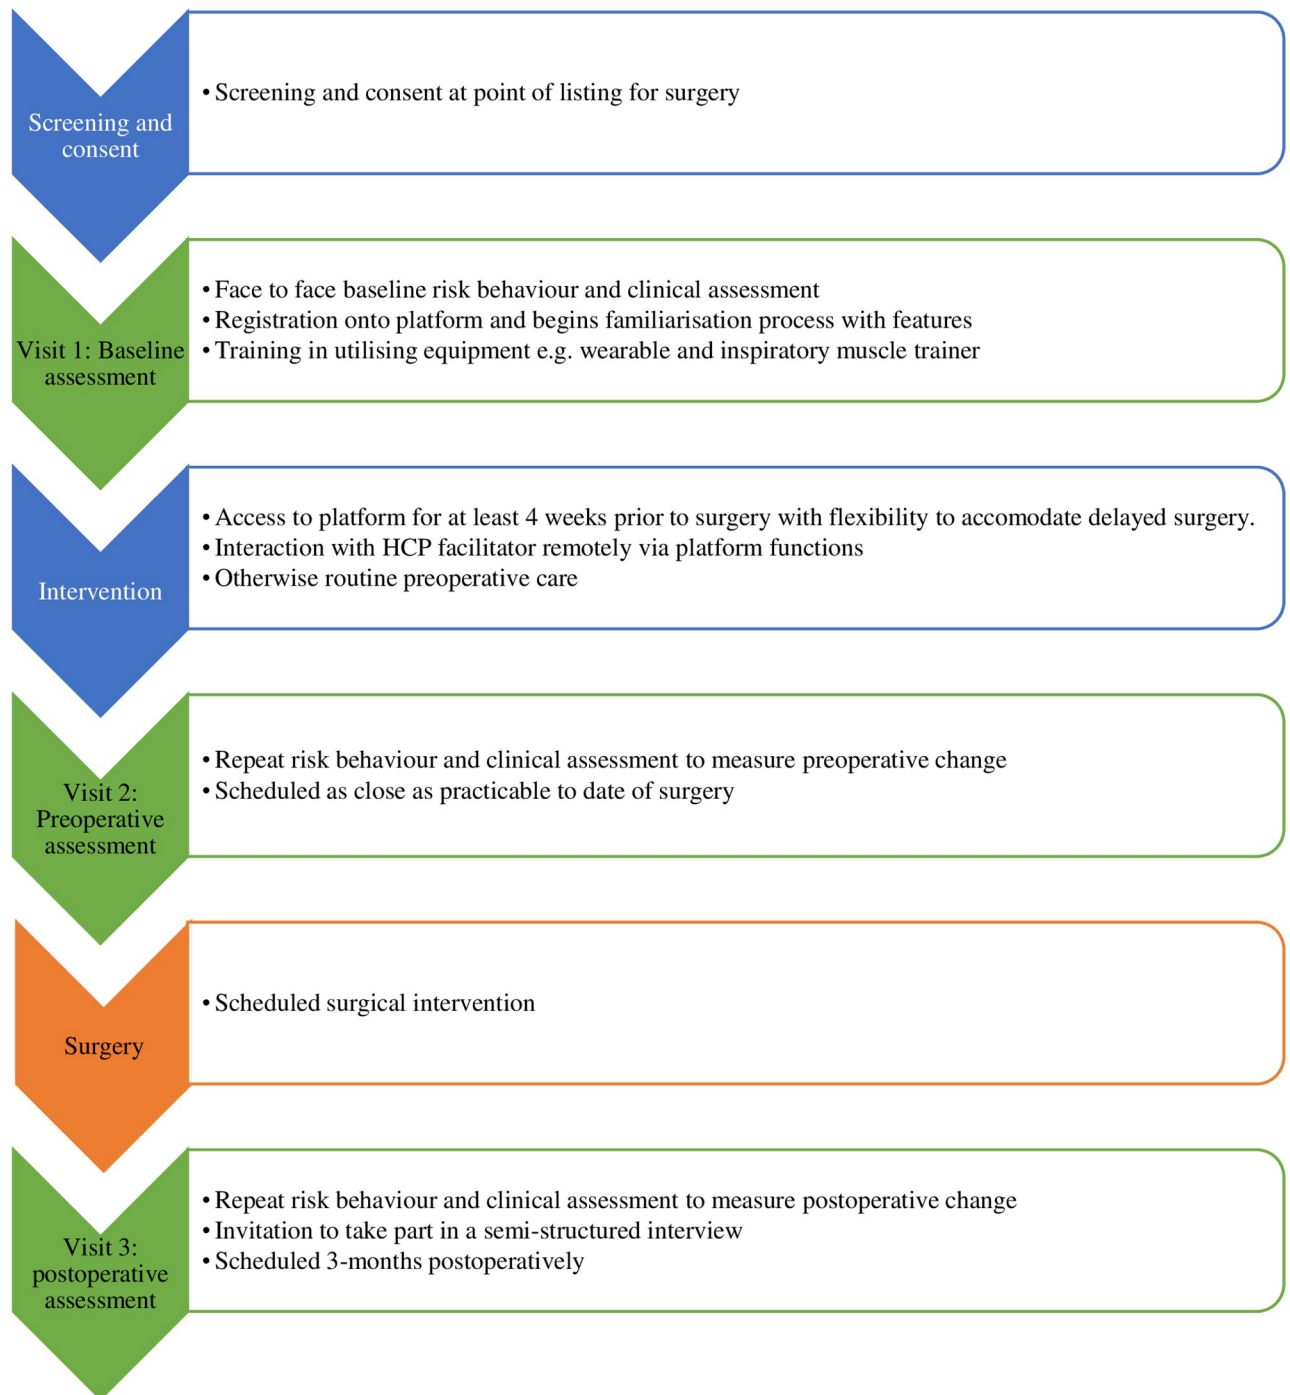 Screening and
consent
• Screening and consent at point of listing for surgery
Visit 1: Baseline
assessment
• Face to face baseline risk behaviour and clinical assessment
• Registration onto platform and begins familiarisation process with features
• Training in utilising equipment e.g. wearable and inspiratory muscle trainer
Intervention
• Access to platform for at least 4 weeks prior to surgery with flexibility to accomodate delayed surgery.
• Interaction with HCP facilitator remotely via platform functions
• Otherwise routine preoperative care
Visit 2:
Preoperative
assessment
• Repeat risk behaviour and clinical assessment to measure preoperative change
• Scheduled as close as practicable to date of surgery
Surgery
• Scheduled surgical intervention
Visit 3:
postoperative
assessment
• Repeat risk behaviour and clinical assessment to measure postoperative change
• Invitation to take part in a semi-structured interview
• Scheduled 3-months postoperatively